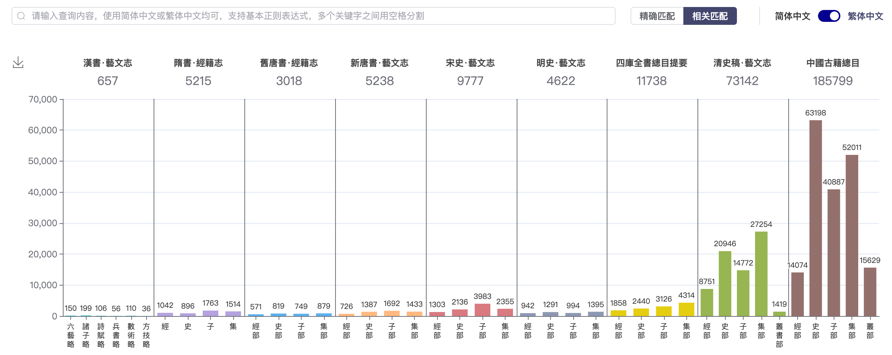 请输入查询内容，使用简体中文或繁体中文均可，支持基本正则表达式，多个关键字之间用空格分割
精确匹配 相关匹配 简体中文 繁体中文
漢書·藝文志 隋書·經籍志 舊唐書·經籍志 新唐書·藝文志 宋史·藝文志 明史·藝文志 四庫全書總目提要 清史稿·藝文志 中國古籍總目
657 5215 3018 5238 9777 4622 11738 73142 185799
70,000
60,000
50,000
40,000
30,000
20,000
10,000
0
150 199 106 56 110 36 1042 896 1763 1514 571 819 749 879 726 1387 1692 1433 1303 2136 3983 2355 942 1291 994 1395 1858 2440 3126 4314 8751 20946 14772 27254 1419 14074 63198 40887 52011 15629
六藝略 諸子略 詩賦略 兵書略 數術略 方技略 經 史 子 集 經部 史部 子部 集部 經部 史部 子部 集部 經部 史部 子部 集部 經部 史部 子部 集部 經部 史部 子部 集部 經部 史部 子部 集部 叢書部 經部 史部 子部 集部 叢部